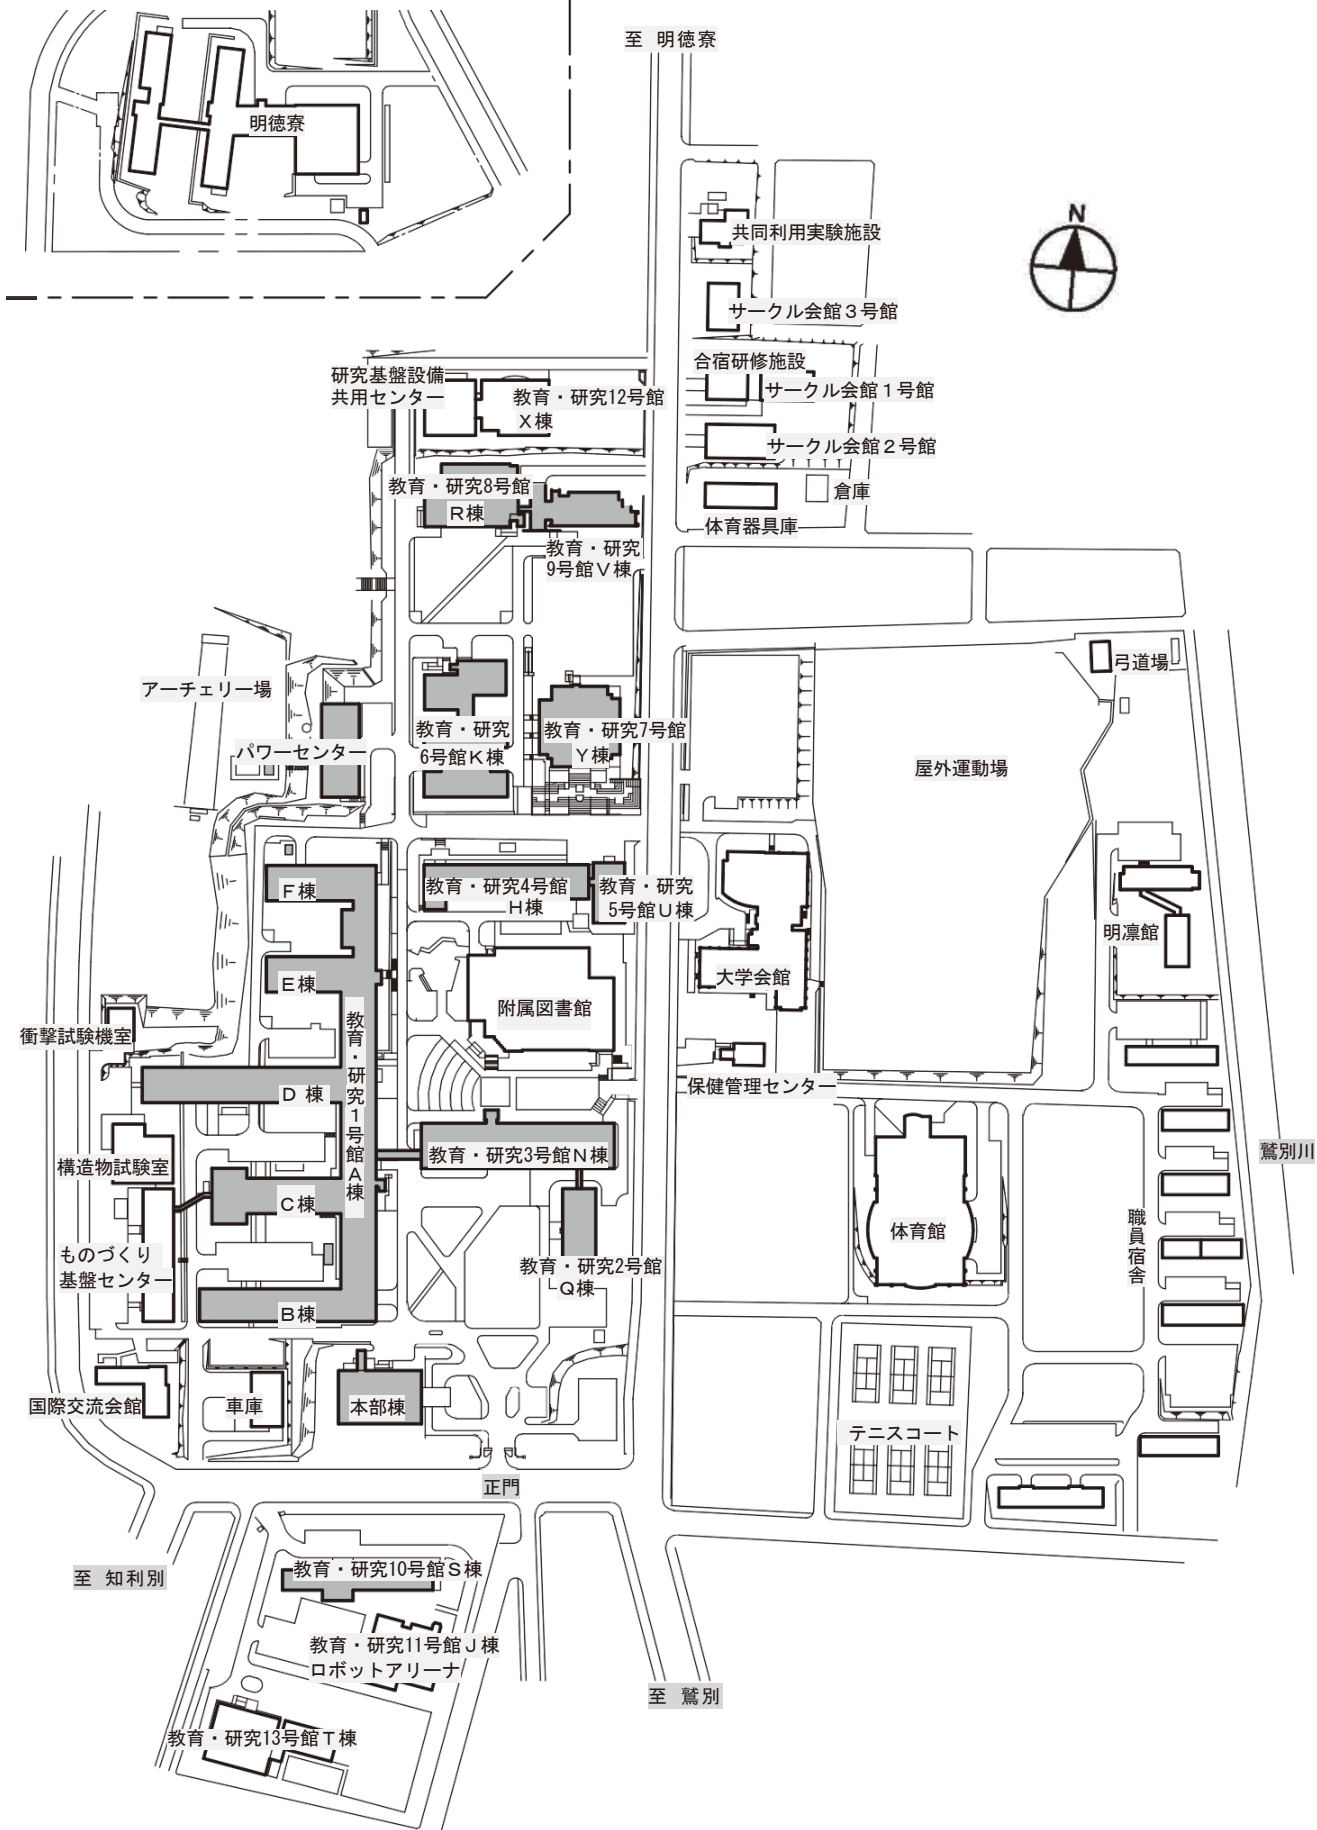 至 明徳寮
明徳寮
N
共同利用実験施設
サークル会館３号館
合宿研修施設
研究基盤設備
共用センター
教育・研究12号館
Ｘ棟
サークル会館１号館
サークル会館２号館
教育・研究8号館
Ｒ棟
倉庫
体育器具庫
教育・研究
9号館Ｖ棟
弓道場
アーチェリー場
パワーセンター
教育・研究
6号館Ｋ棟
教育・研究7号館
Ｙ棟
屋外運動場
Ｆ棟
教育・研究4号館
Ｈ棟
教育・研究
5号館Ｕ棟
明凛館
Ｅ棟
大学会館
附属図書館
教育・研究１号館Ａ棟
衝撃試験機室
保健管理センター
Ｄ棟
教育・研究3号館Ｎ棟
鷲別川
構造物試験室
Ｃ棟
体育館
職員宿舎
ものづくり
基盤センター
教育・研究2号館
Ｑ棟
Ｂ棟
国際交流会館
車庫
本部棟
テニスコート
正門
教育・研究10号館Ｓ棟
至 知利別
教育・研究11号館Ｊ棟
ロボットアリーナ
至 鷲別
教育・研究13号館Ｔ棟